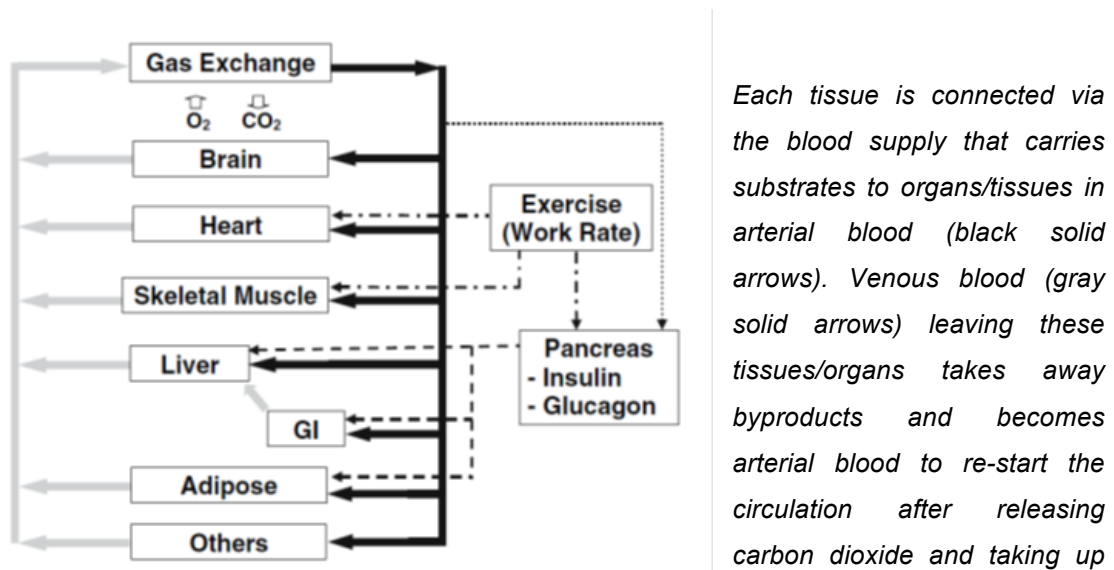 Gas Exchange
O₂ CO₂
Brain
Heart
Skeletal Muscle
Liver
GI
Adipose
Others
Exercise
(Work Rate)
Pancreas
- Insulin
- Glucagon
Each tissue is connected via
the blood supply that carries
substrates to organs/tissues in
arterial blood (black solid
arrows). Venous blood (gray
solid arrows) leaving these
tissues/organs takes away
byproducts and becomes
arterial blood to re-start the
circulation after releasing
carbon dioxide and taking up